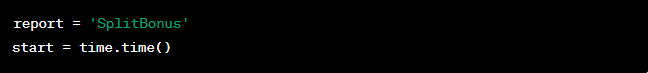 report = 'SplitBonus'
start = time.time()